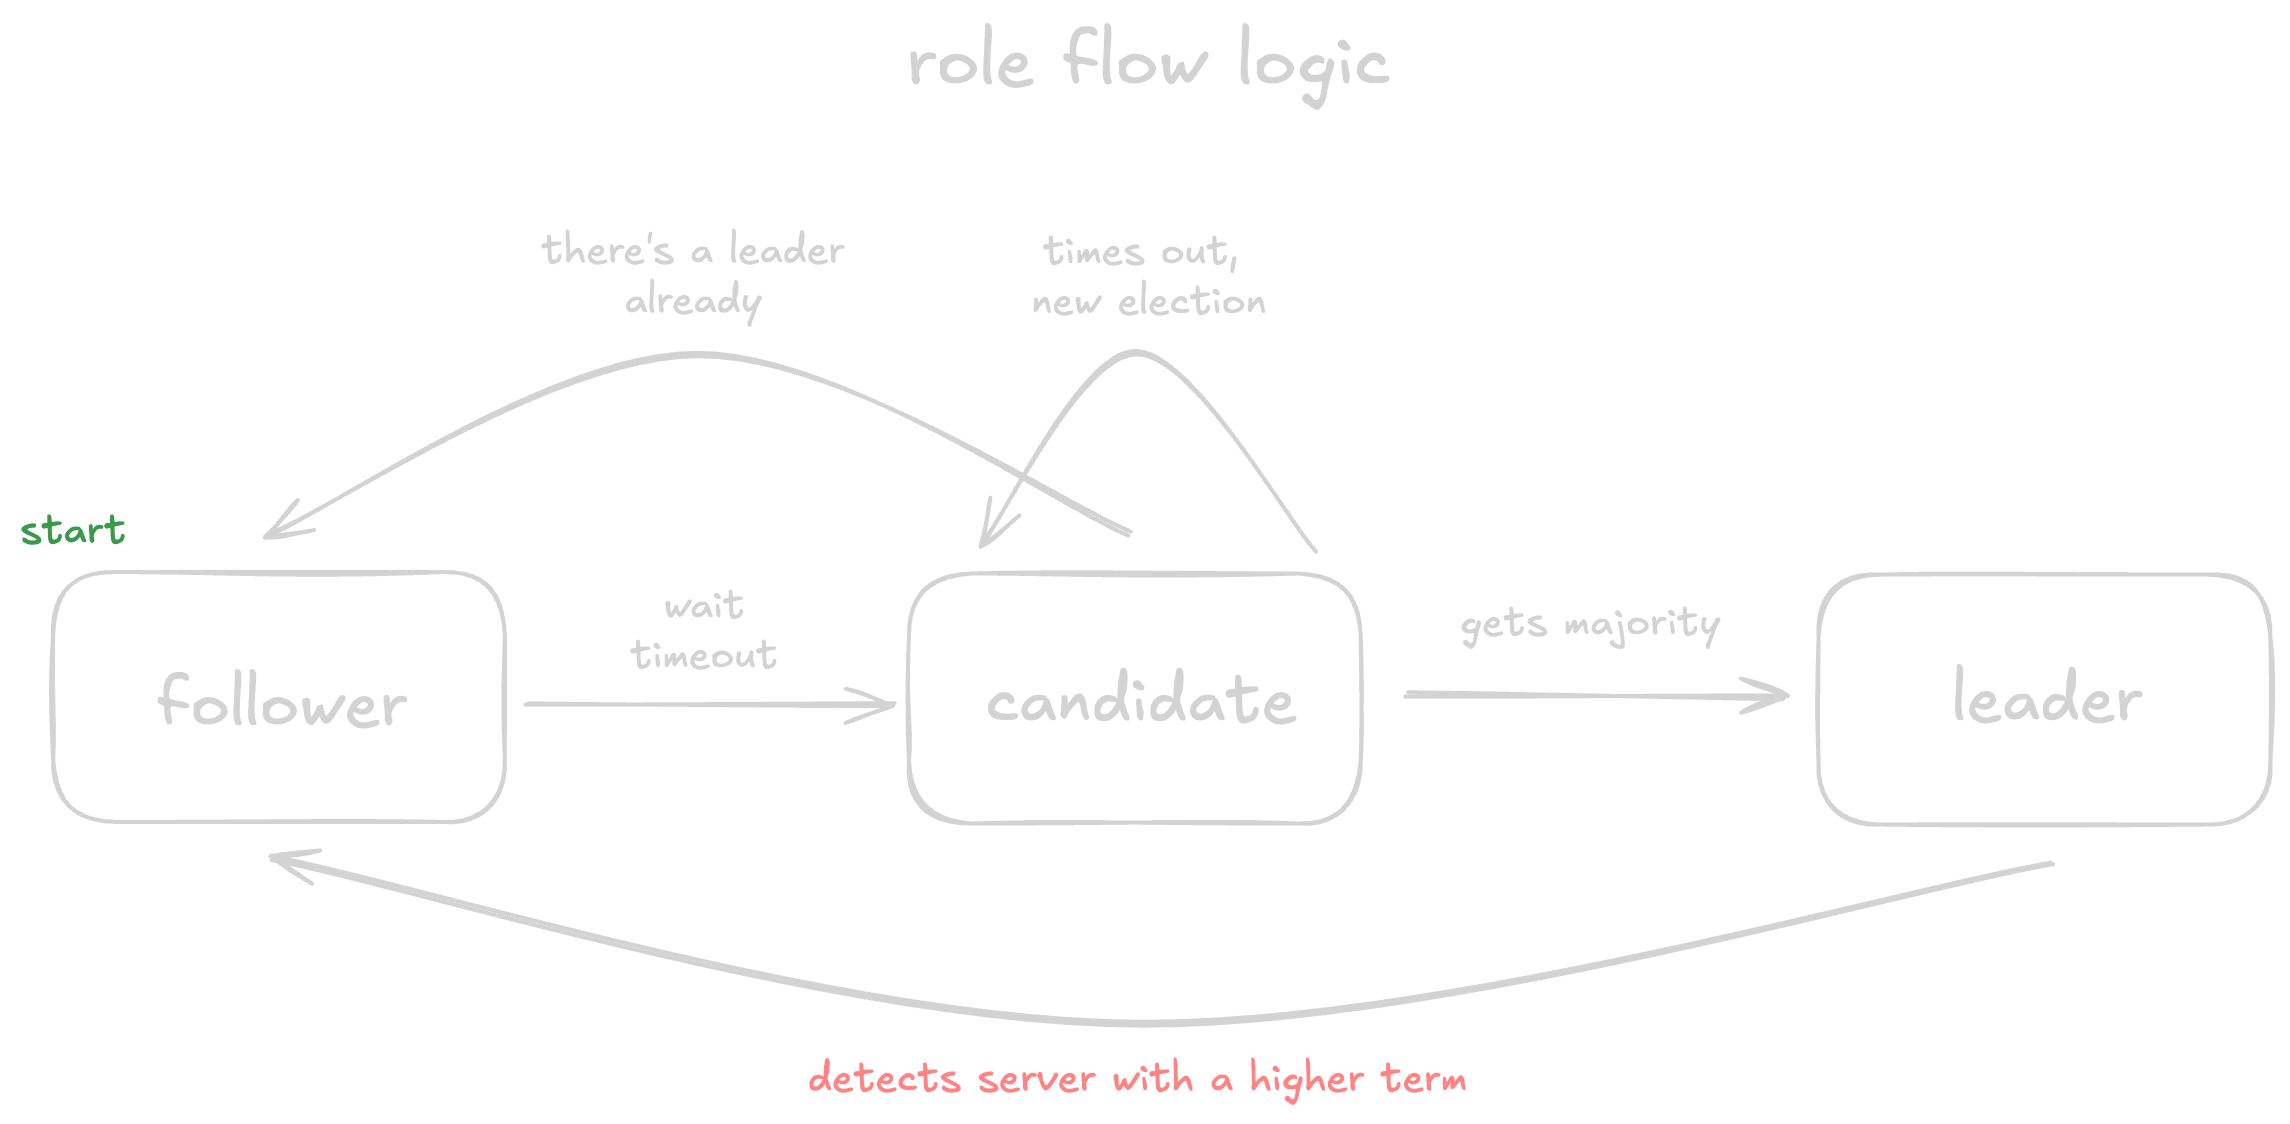 role flow logic
there's a leader
already
times out,
new election
start
wait
timeout
gets majority
follower
candidate
leader
detects server with a higher term